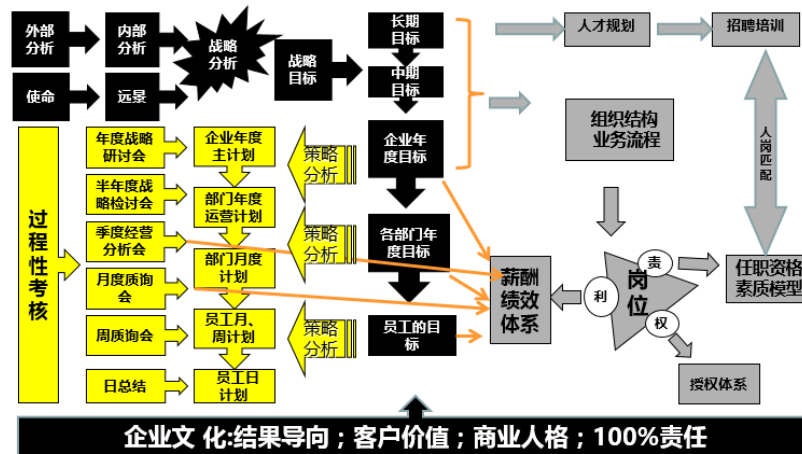 外部
分析
内部
分析
战略
分析
战略
目标
长期
目标
中期
目标
人才规划
招聘培训
使命
远景
企业年
度目标
组织结构
业务流程
人岗匹配
过程性考核
年度战略
研讨会
企业年度
主计划
策略
分析
半年度战
略检讨会
部门年度
运营计划
季度经营
分析会
各部门年
度目标
策略
分析
部门月度
计划
月度质询
会
薪酬
绩效
体系
利
岗
位
责
权
任职资格
素质模型
周质询会
员工月、
周计划
策略
分析
员工的目
标
日总结
员工日
计划
授权体系
企业文 化:结果导向；客户价值；商业人格；100%责任